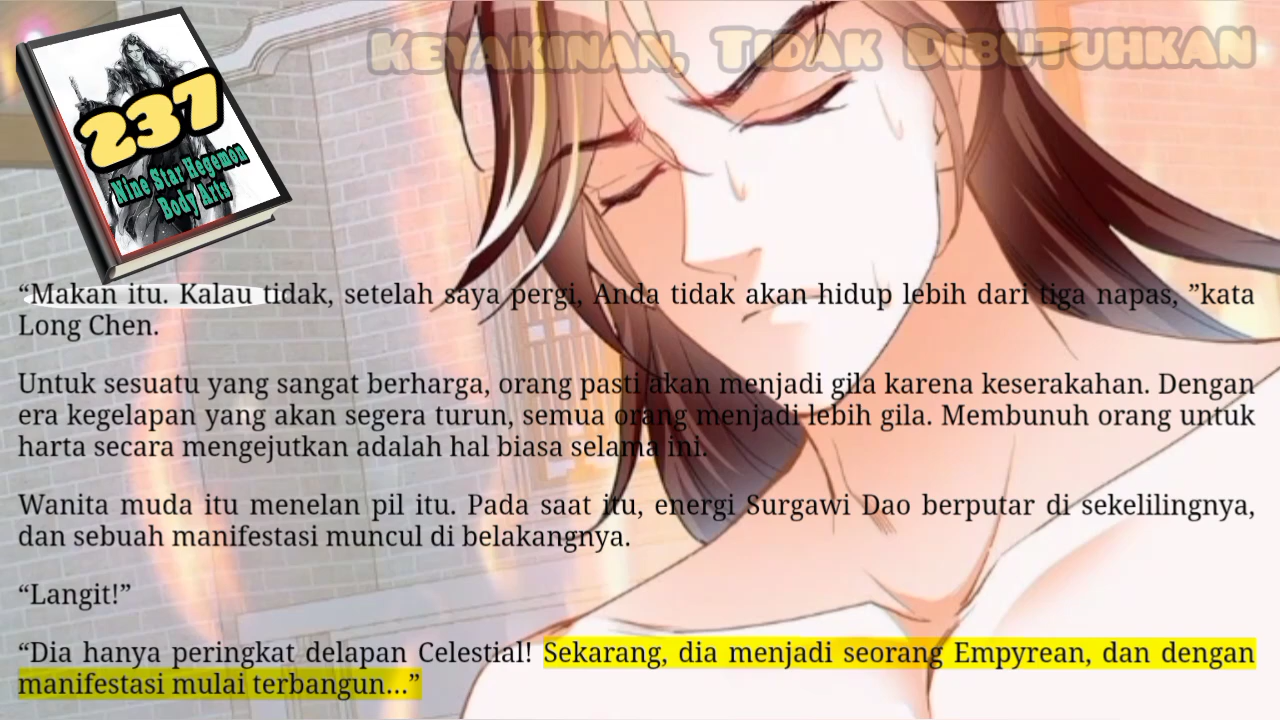 KEYAKINAN, TIDAK DIBUTUHKAN
237
Nine Star Hegemon
Body Arts
“Makan itu. Kalau tidak, setelah saya pergi, Anda tidak akan hidup lebih dari tiga napas, ”kata
Long Chen.
Untuk sesuatu yang sangat berharga, orang pasti akan menjadi gila karena keserakahan. Dengan
era kegelapan yang akan segera turun, semua orang menjadi lebih gila. Membunuh orang untuk
harta secara mengejutkan adalah hal biasa selama ini.
Wanita muda itu menelan pil itu. Pada saat itu, energi Surgawi Dao berputar di sekelilingnya,
dan sebuah manifestasi muncul di belakangnya.
“Langit!”
“Dia hanya peringkat delapan Celestial! Sekarang, dia menjadi seorang Empyrean, dan dengan
manifestasi mulai terbangun...”